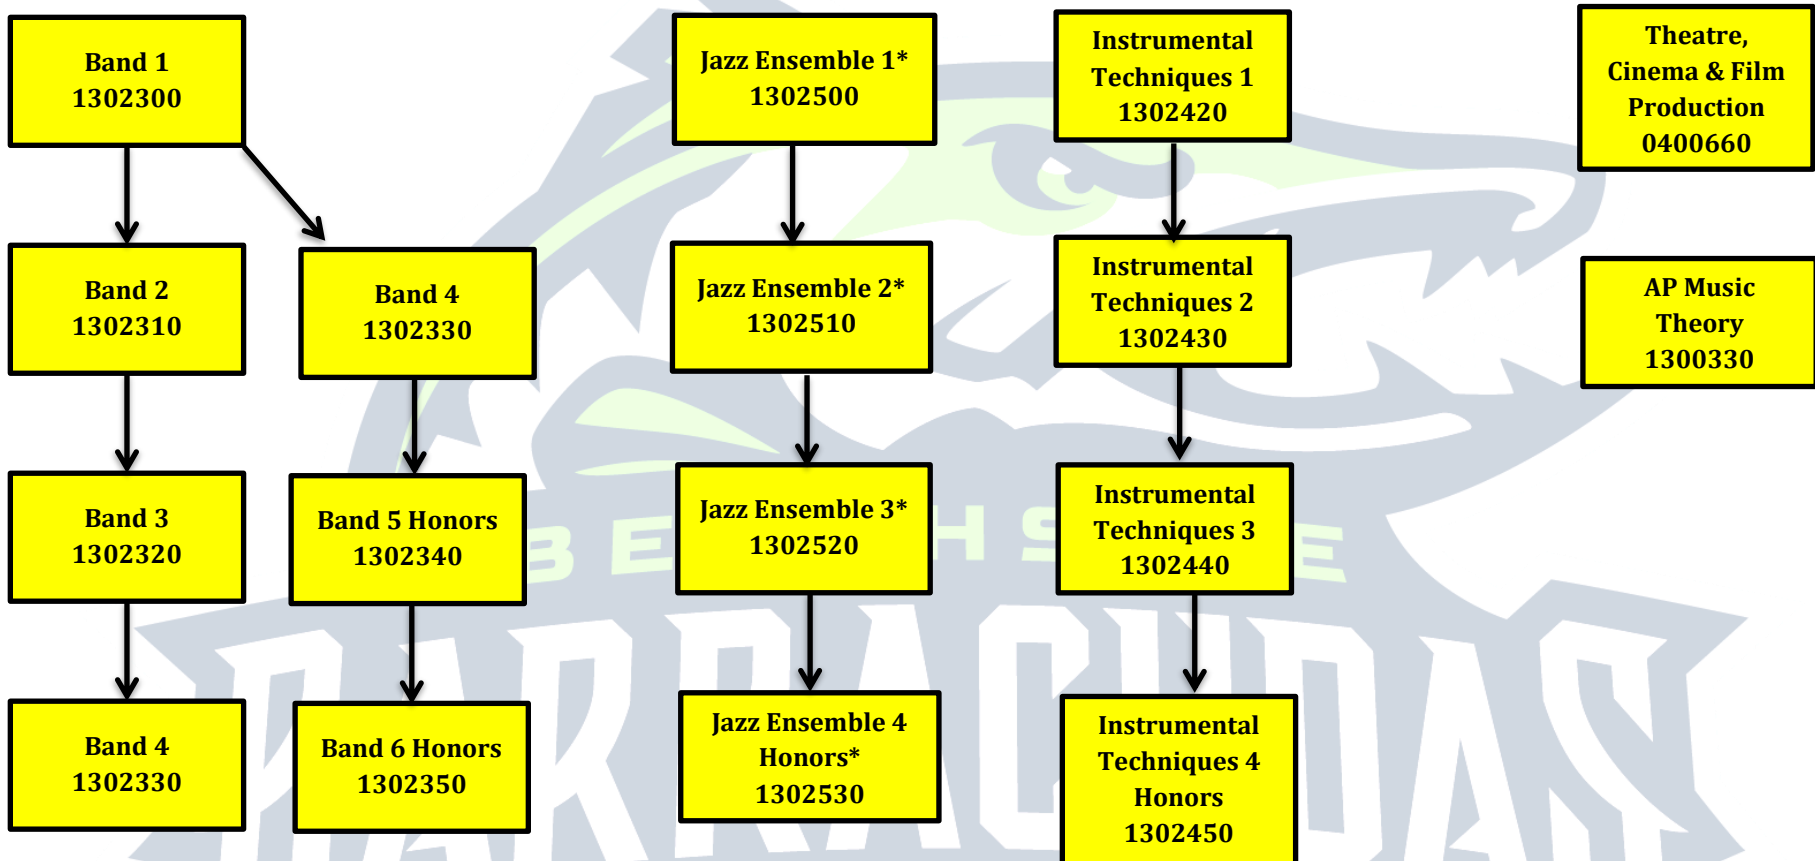 Band 1
1302300
Band 2
1302310
Band 3
1302320
Band 4
1302330
Band 4
1302330
Band 5 Honors
1302340
Band 6 Honors
1302350
Jazz Ensemble 1*
1302500
Jazz Ensemble 2*
1302510
Jazz Ensemble 3*
1302520
Jazz Ensemble 4
Honors*
1302530
Instrumental
Techniques 1
1302420
Instrumental
Techniques 2
1302430
Instrumental
Techniques 3
1302440
Instrumental
Techniques 4
Honors
1302450
Theatre,
Cinema & Film
Production
0400660
AP Music
Theory
1300330
BARRACUDAS